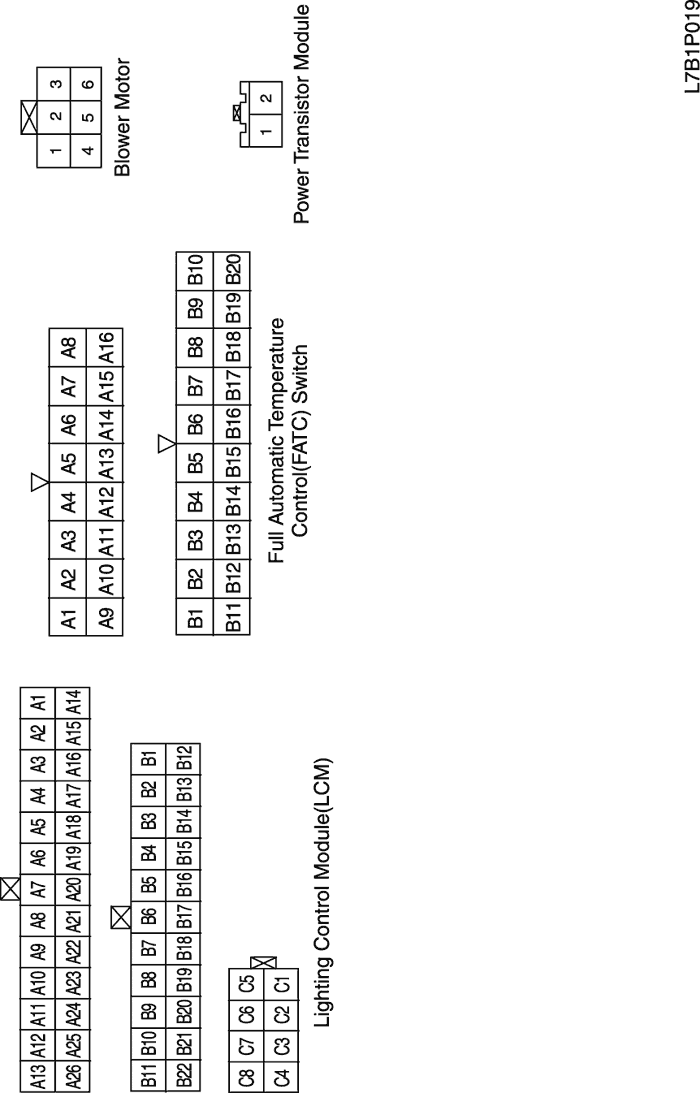 A13 A12 A11 A10 A9 A8 A7 A6 A5 A4 A3 A2 A1
A26 A25 A24 A23 A22 A21 A20 A19 A18 A17 A16 A15 A14
B11 B10 B9 B8 B7 B6 B5 B4 B3 B2 B1
B22 B21 B20 B19 B18 B17 B16 B15 B14 B13 B12
C8 C7 C6 C5
C4 C3 C2 C1
Lighting Control Module(LCM)
A1 A2 A3 A4 A5 A6 A7 A8
A9 A10 A11 A12 A13 A14 A15 A16
B1 B2 B3 B4 B5 B6 B7 B8 B9 B10
B11 B12 B13 B14 B15 B16 B17 B18 B19 B20
Full Automatic Temperature
Control(FATC) Switch
1 2 3
4 5 6
Blower Motor
1 2
Power Transistor Module
L7B1P019